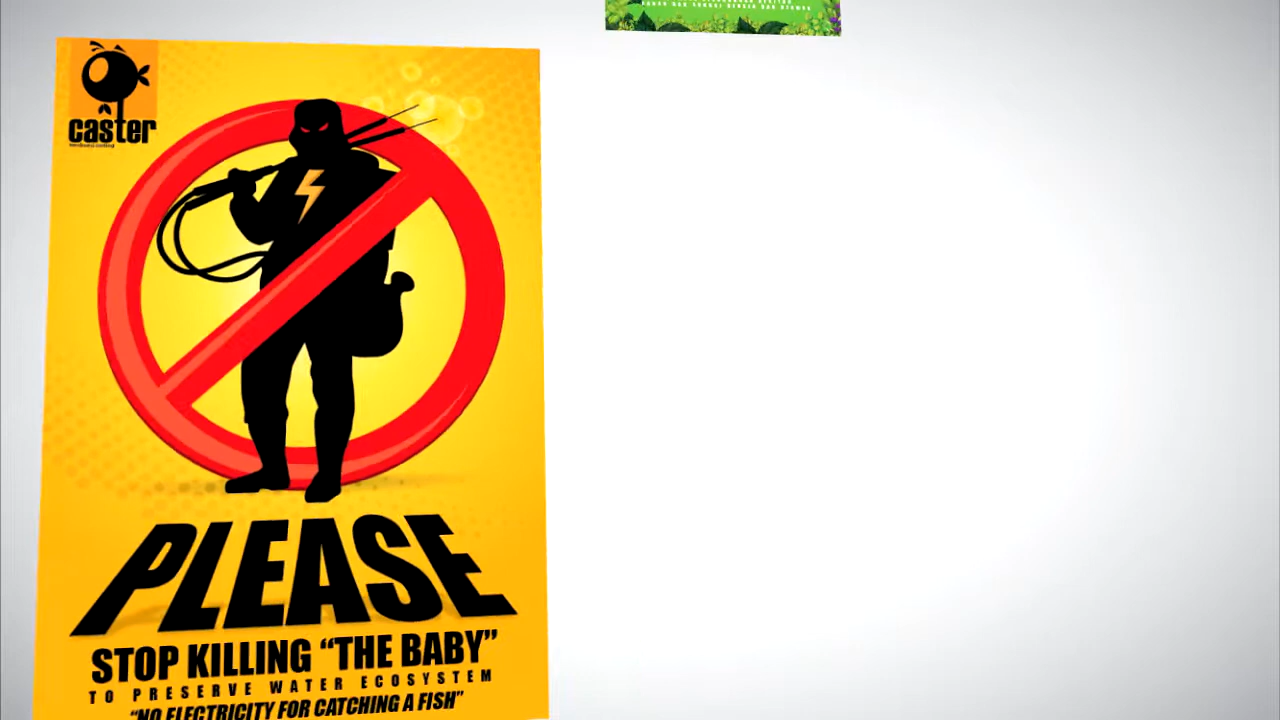 caster
PLEASE
STOP KILLING “THE BABY”
TO PRESERVE WATER ECOSYSTEM
“NO ELECTRICITY FOR CATCHING A FISH”